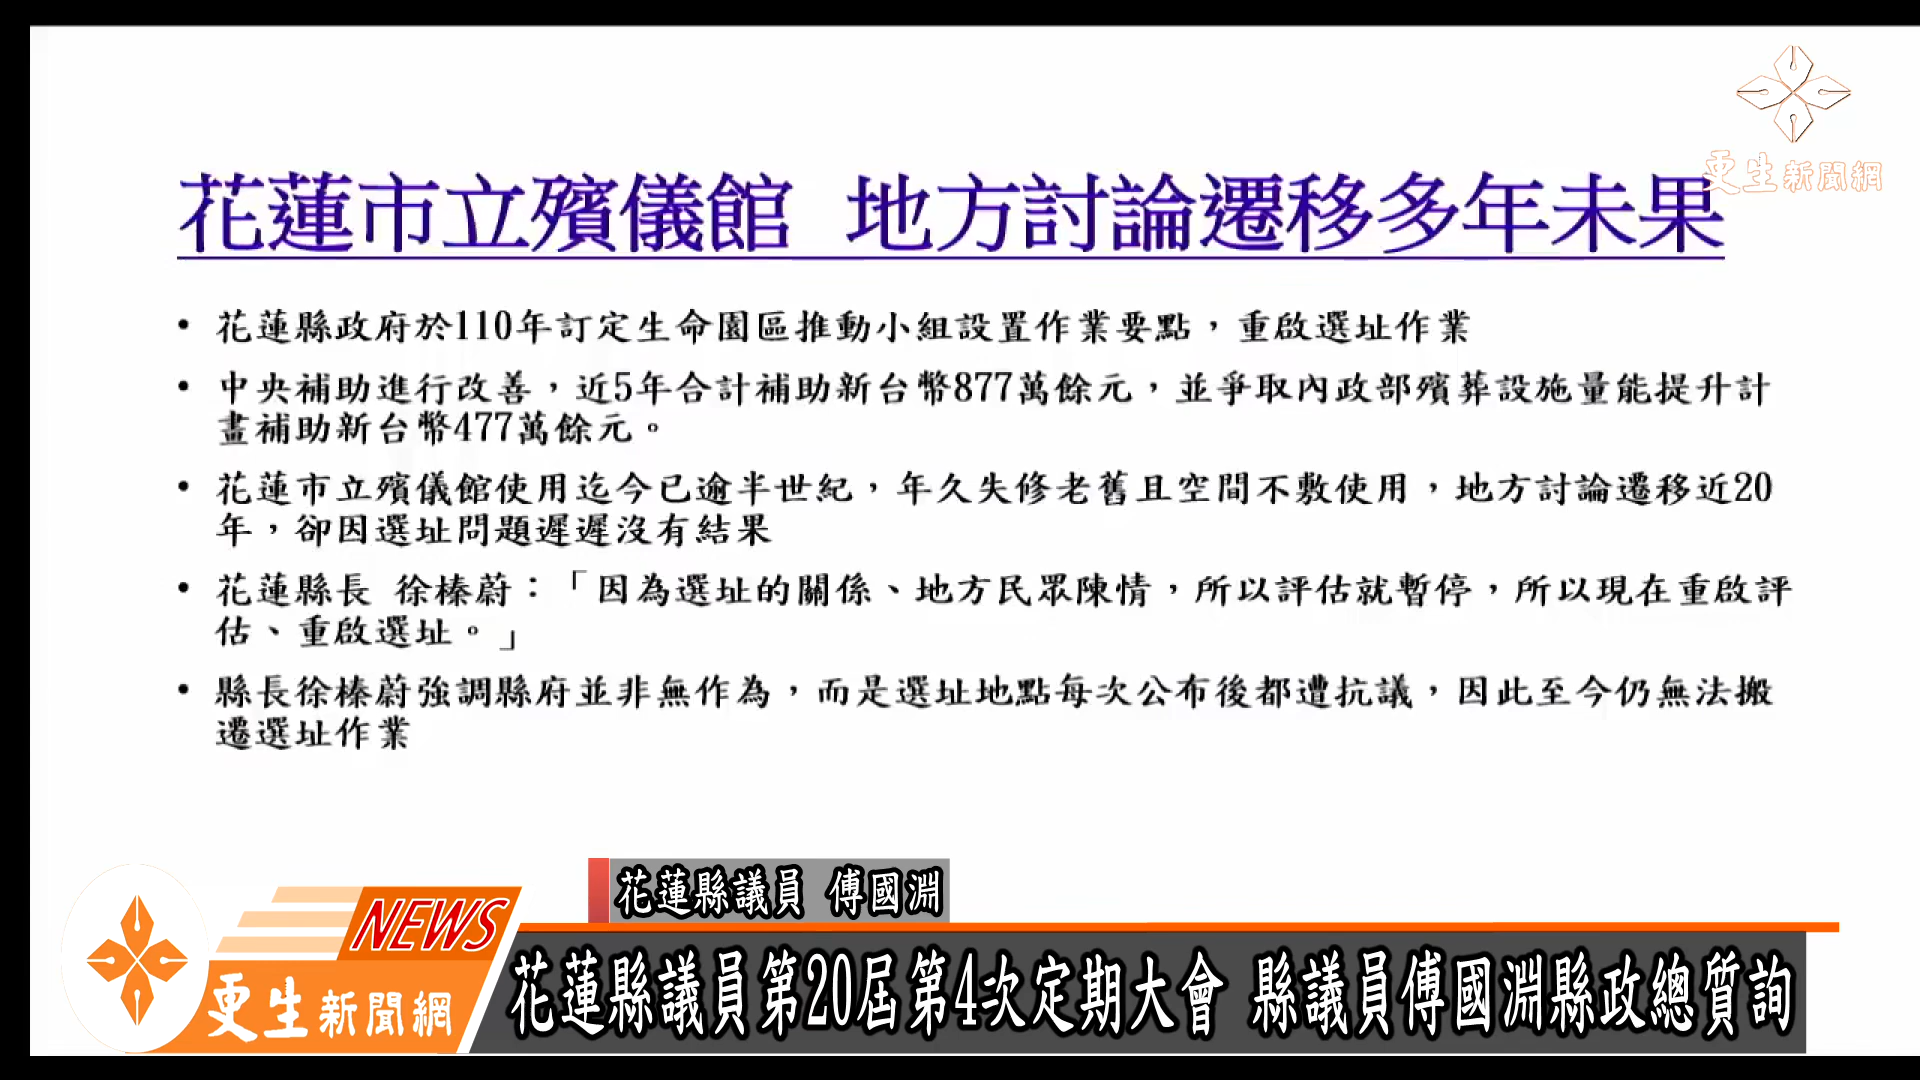 更生新聞網
花蓮市立殯儀館 地方討論遷移多年未果
• 花蓮縣政府於110年訂定生命園區推動小組設置作業要點，重啟選址作業
• 中央補助進行改善，近5年合計補助新台幣877萬餘元，並爭取內政部殯葬設施量能提升計
畫補助新台幣477萬餘元。
• 花蓮市立殯儀館使用迄今已逾半世紀，年久失修老舊且空間不敷使用，地方討論遷移近20
年，卻因選址問題遲遲沒有結果
• 花蓮縣長 徐榛蔚：「因為選址的關係、地方民眾陳情，所以評估就暫停，所以現在重啟評
估、重啟選址。」
• 縣長徐榛蔚強調縣府並非無作為，而是選址地點每次公布後都遭抗議，因此至今仍無法搬
遷選址作業
花蓮縣議員 傅國淵
NEWS
更生新聞網
花蓮縣議員第20屆第4次定期大會 縣議員傅國淵縣政總質詢